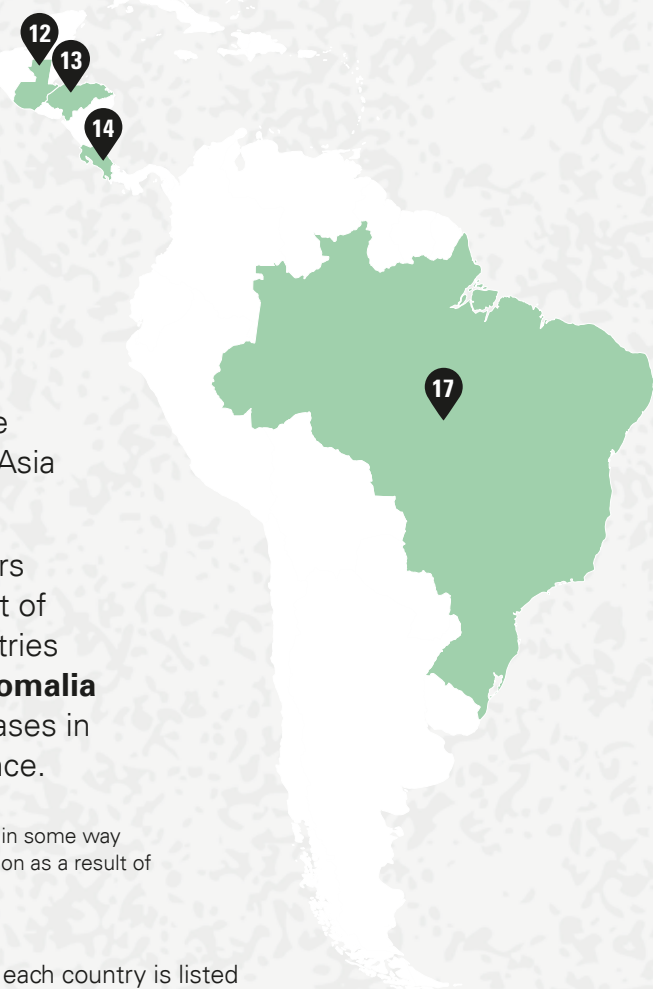 12
13
14
17
e
Asia
rs
t of
tries
omalia
ases in
nce.
in some way
on as a result of
each country is listed